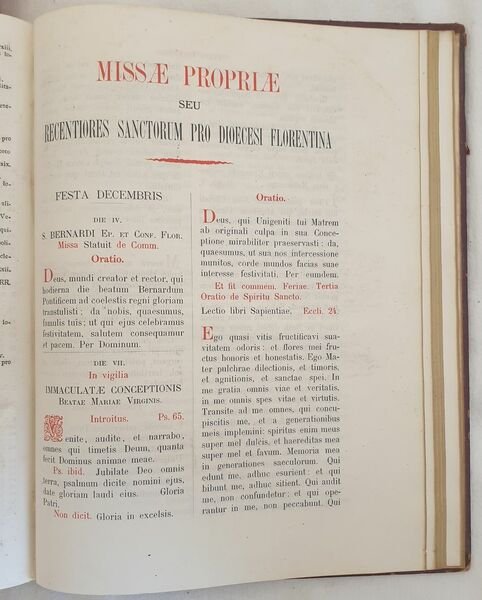 MISSÆ PROPRIÆ
SEU
RECENTIORES SANCTORUM PRO DIOECESI FLORENTINA
FESTA DECEMBRIS
DIE IV.
S. BERNARDI EP. ET CONF. FLOR.
Missa Statuit de Comm.
Oratio.
Deus, mundi creator et rector, qui
hodierna die beatum Bernardum
Pontificem ad coelestis regni gloriam
transtulisti; da nobis, quaesumus,
famulis tuis; ut qui ejus celebramus
festivitatem, salutem consequamur
et pacem. Per Dominum.
DIE VII.
In vigilia
IMMACULATÆ CONCEPTIONIS
BEATAE MARIAE VIRGINIS.
Introitus. Ps. 65.
Venite, audite, et narrabo,
omnes qui timetis Deum, quanta
fecit Dominus animae meae.
Ps. ibid. Jubilate Deo omnis
terra, psalmum dicite nomini ejus,
date gloriam laudi ejus. Gloria
Patri.
Non dicit. Gloria in excelsis.
Oratio.
Deus, qui Unigeniti tui Matrem
ab originali culpa in sua Conce-
ptione mirabiliter praeservasti: da,
quaesumus, ut sua nos intercessione
munitos, corde mundos facias sane
interesse festivitati. Per eumdem.
Et fit commem. Feriae. Tertia
Oratio de Spiritu Sancto.
Lectio libri Sapientiae. Eccli. 24.
Ego quasi vitis fructificavi sua-
vitatem odoris: et flores mei fru-
ctus honoris et honestatis. Ego Ma-
ter pulchrae dilectionis, et timoris,
et agnitionis, et sanctae spei. In
me gratia omnis viae et veritatis,
in me omnis spes vitae et virtutis.
Transite ad me omnes, qui concu-
piscitis me, et a generationibus
meis implemini: spiritus enim meus
super mel dulcis, et haereditas mea
super mel et favum. Memoria mea
in generationes saeculorum. Qui
edunt me, adhuc esurient: et qui
bibunt me, adhuc sitient. Qui audit
me, non confundetur: et qui ope-
rantur in me, non peccabunt. Qui